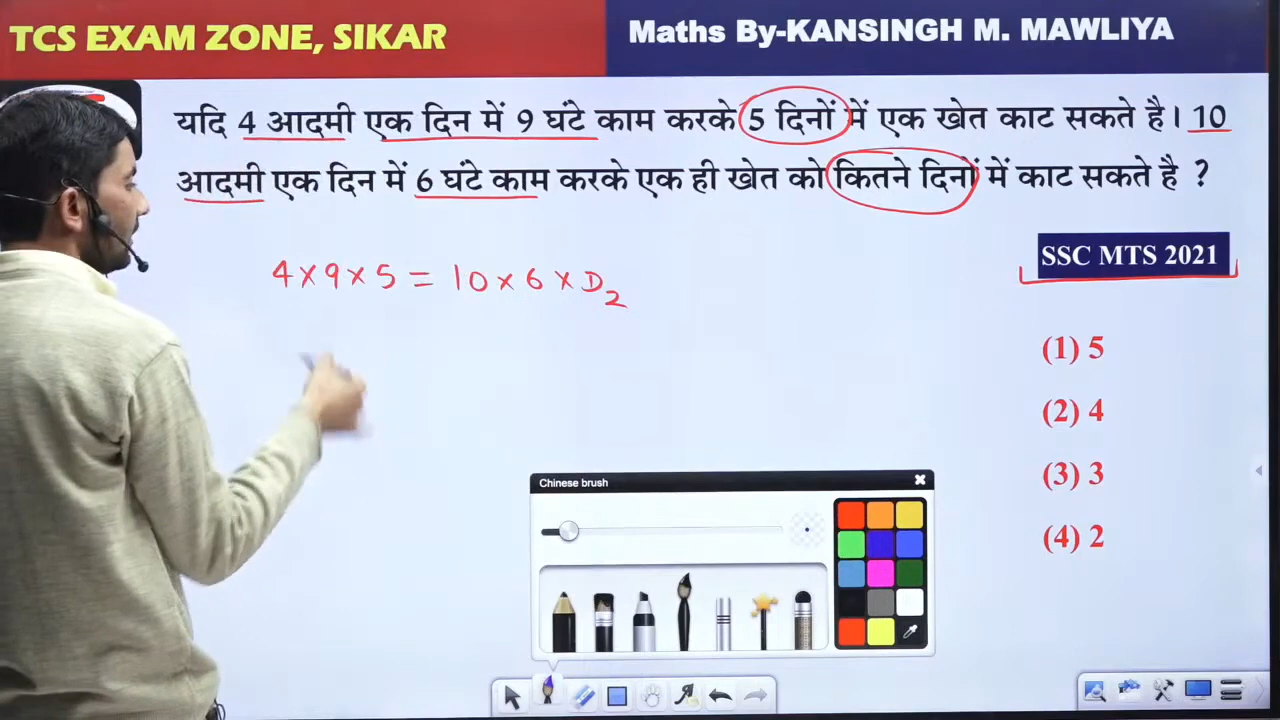 TCS EXAM ZONE, SIKAR
Maths By-KANSINGH M. MAWLIYA
यदि 4 आदमी एक दिन में 9 घंटे काम करके 5 दिनों में एक खेत काट सकते है। 10
आदमी एक दिन में 6 घंटे काम करके एक ही खेत को कितने दिनों में काट सकते है ?
SSC MTS 2021
4×9×5 = 10×6×D₂
(1) 5
(2) 4
(3) 3
(4) 2
Chinese brush